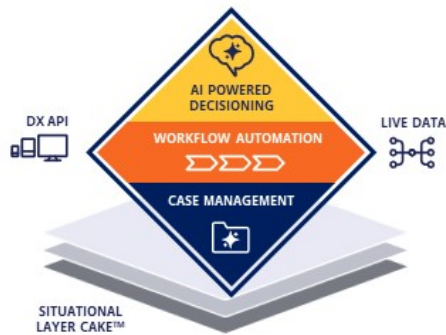 AI POWERED
DECISIONING
DX API
WORKFLOW AUTOMATION
LIVE DATA
CASE MANAGEMENT
SITUATIONAL
LAYER CAKE™